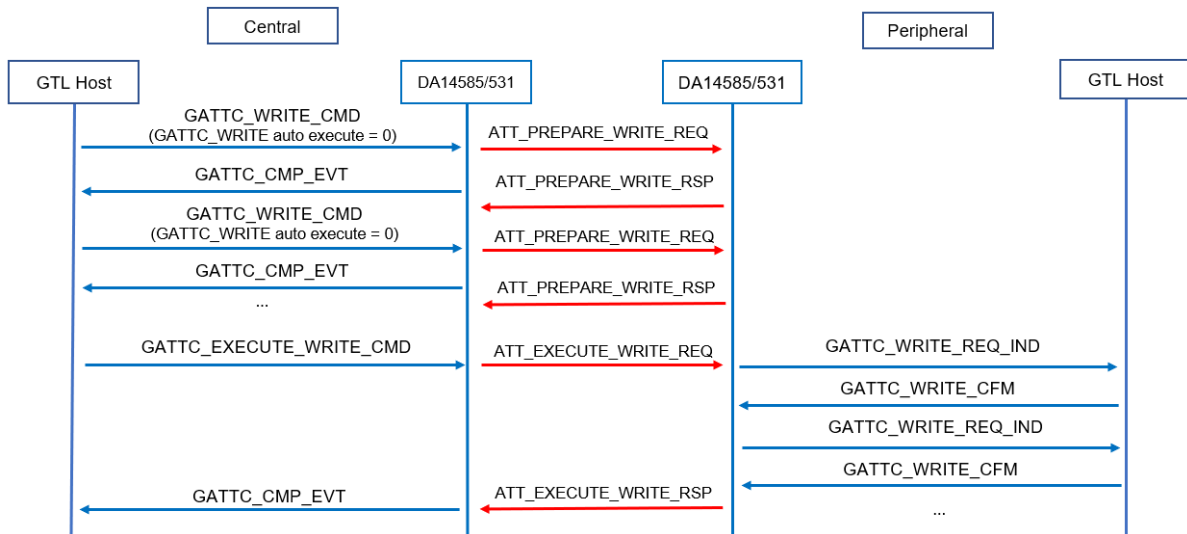 Central
Peripheral
GTL Host
DA14585/531
DA14585/531
GTL Host
GATTC_WRITE_CMD
(GATTC_WRITE auto execute = 0)
ATT_PREPARE_WRITE_REQ
GATTC_CMP_EVT
ATT_PREPARE_WRITE_RSP
GATTC_WRITE_CMD
(GATTC_WRITE auto execute = 0)
ATT_PREPARE_WRITE_REQ
GATTC_CMP_EVT
ATT_PREPARE_WRITE_RSP
...
GATTC_EXECUTE_WRITE_CMD
ATT_EXECUTE_WRITE_REQ
GATTC_WRITE_REQ_IND
GATTC_WRITE_CFM
GATTC_WRITE_REQ_IND
GATTC_WRITE_CFM
GATTC_CMP_EVT
ATT_EXECUTE_WRITE_RSP
...